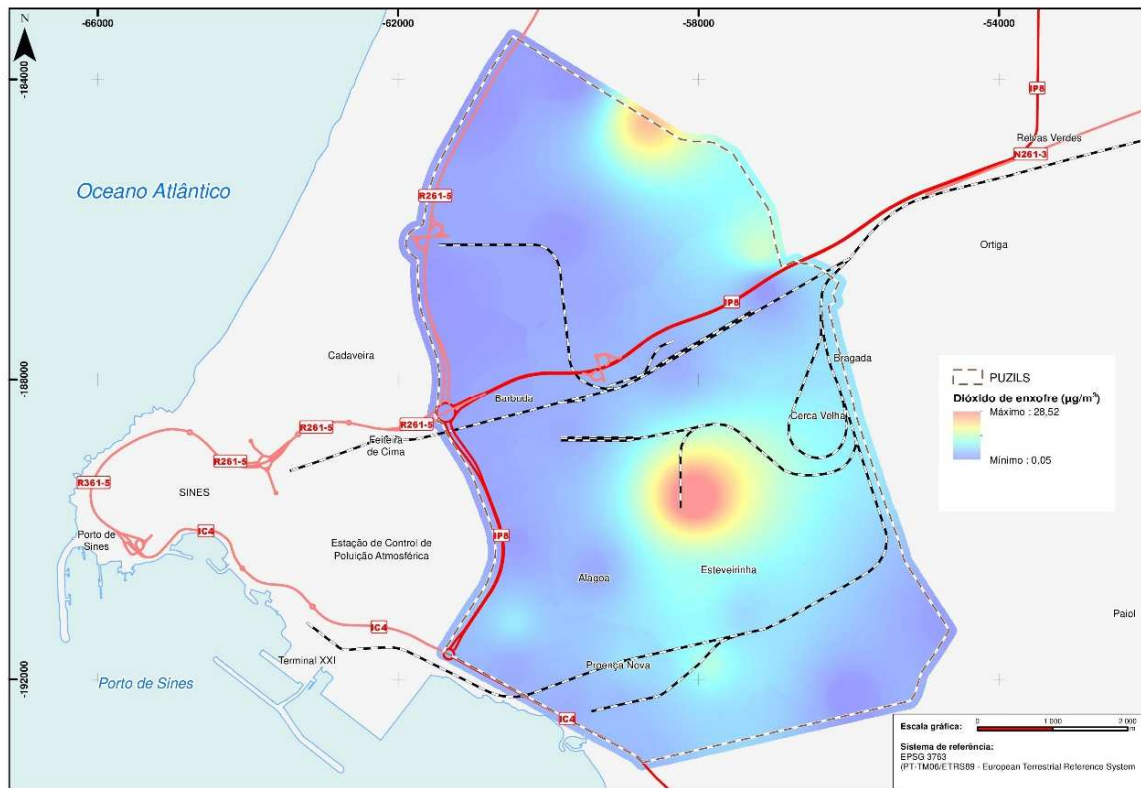 -66000
-62000
-58000
-54000
N
-184000
IP8
Relvas Verdes
N261-3
Oceano Atlântico
R261-5
Ortiga
IP8
Cadaveira
Bragada
-188000
-188000
Barbuda
R261-5
R261-5
Feiteira
de Cima
Cerca Velha
R261-5
R361-5
SINES
Porto de
Sines
IC4
IP8
Estação de Control de
Poluição Atmosférica
Esteveirinha
Alagoa
Paiol
IC4
Terminal XXI
Proença Nova
-192000
-192000
Porto de Sines
IC4
PUZILS
Dióxido de enxofre (µg/m³)
Máximo : 28,52
Mínimo : 0,05
Escala gráfica:
0 1 000 2 000
m
Sistema de referência:
EPSG 3763
(PT-TM06/ETRS89 - European Terrestrial Reference System